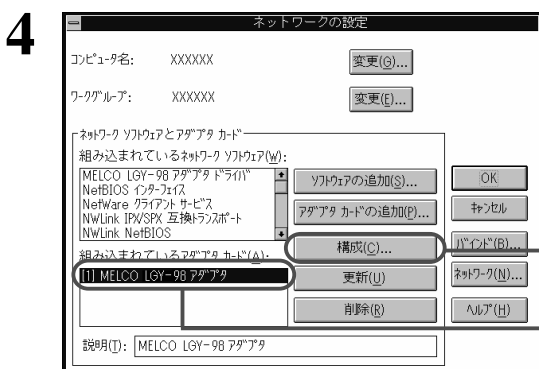 4
ネットワークの設定
コンピュータ名: XXXXXX
変更(G)...
ワークグループ: XXXXXX
変更(E)...
ネットワーク ソフトウェアとアダプタ カード
組み込まれているネットワーク ソフトウェア(W):
MELCO LGY-98 アダプタ ドライバ
NetBIOS インターフェイス
NetWare クライアント サービス
NWLink IPX/SPX 互換トランスポート
NWLink NetBIOS
ソフトウェアの追加(S)...
アダプタ カードの追加(P)...
組み込まれているアダプタ カード(A):
[1] MELCO LGY-98 アダプタ
構成(C)...
更新(U)
削除(R)
説明(T): MELCO LGY-98 アダプタ
OK
キャンセル
バインド(B)...
ネットワーク(N)...
ヘルプ(H)